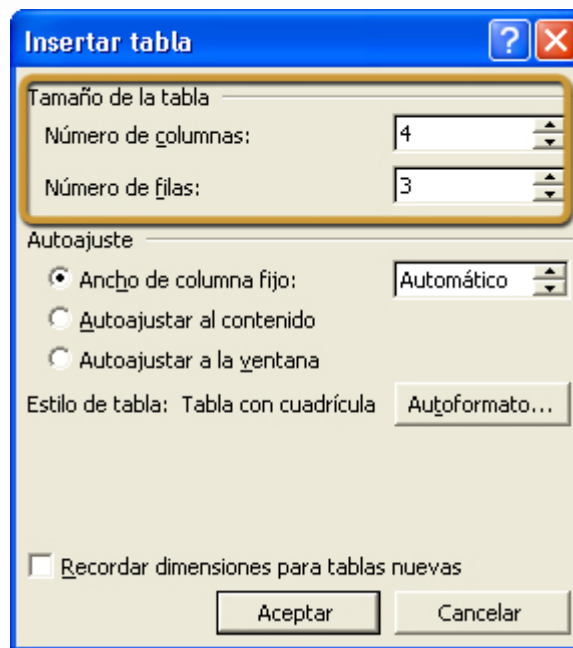 Insertar tabla
Tamaño de la tabla
Número de columnas: 4
Número de filas: 3
Autoajuste
Ancho de columna fijo: Automático
Autoajustar al contenido
Autoajustar a la ventana
Estilo de tabla: Tabla con cuadrícula Autoformato...
Recordar dimensiones para tablas nuevas
Aceptar Cancelar